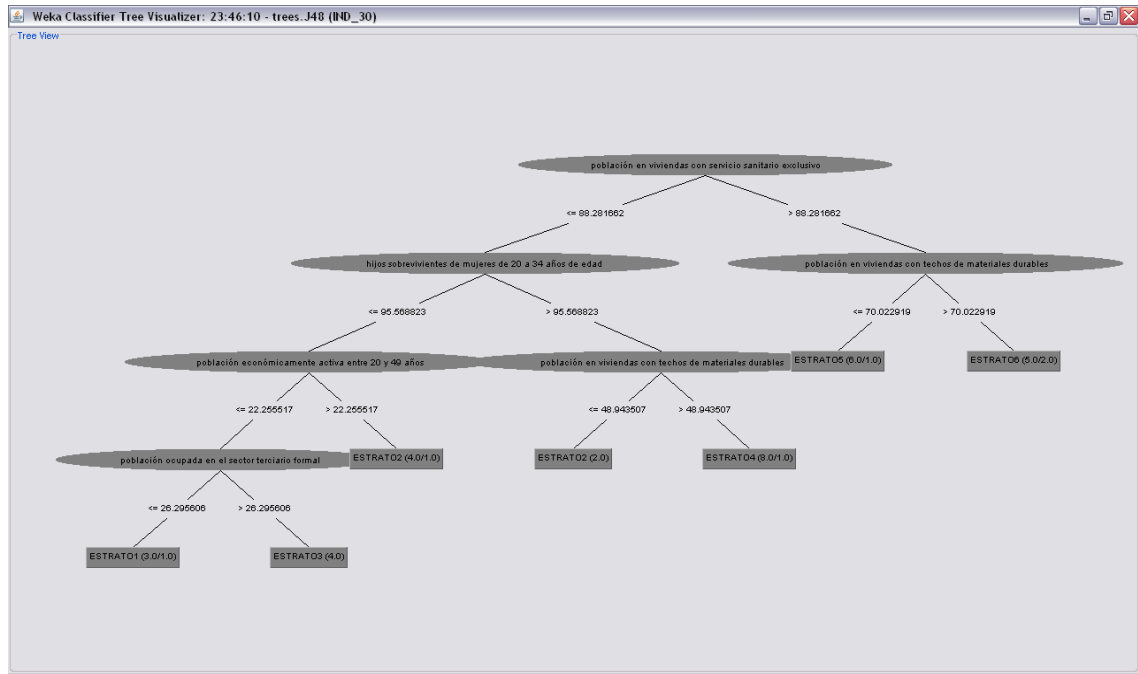 Weka Classifier Tree Visualizer: 23:46:10 - trees.J48 (IND_30)
Tree View
población en viviendas con servicio sanitario exclusivo
<= 88.281662
> 88.281662
hijos sobrevivientes de mujeres de 20 a 34 años de edad
población en viviendas con techos de materiales durables
<= 95.568823
> 95.568823
<= 70.022919
> 70.022919
población económicamente activa entre 20 y 49 años
población en viviendas con techos de materiales durables
ESTRATO5 (6.0/1.0)
ESTRATO6 (5.0/2.0)
<= 22.255517
> 22.255517
<= 48.943507
> 48.943507
población ocupada en el sector terciario formal
ESTRATO2 (4.0/1.0)
ESTRATO2 (2.0)
ESTRATO4 (8.0/1.0)
<= 26.295606
> 26.295606
ESTRATO1 (3.0/1.0)
ESTRATO3 (4.0)